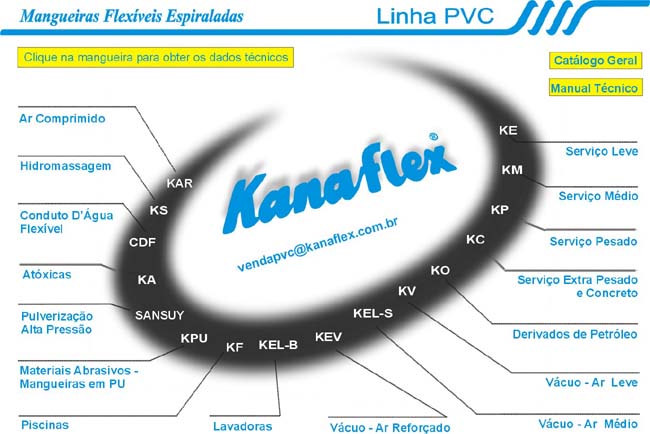 Mangueiras Flexíveis Espiraladas
Linha PVC
Clique na mangueira para obter os dados técnicos
Catálogo Geral
Manual Técnico
Ar Comprimido
Hidromassagem
Conduto D'Água
Flexível
Atóxicas
Pulverização
Alta Pressão
Materiais Abrasivos -
Mangueiras em PU
Piscinas
Lavadoras
Vácuo - Ar Reforçado
Vácuo - Ar Médio
Vácuo - Ar Leve
Derivados de Petróleo
Serviço Extra Pesado
e Concreto
Serviço Pesado
Serviço Médio
Serviço Leve
KAR
KS
CDF
KA
SANSUY
KPU
KF
KEL-B
KEV
KEL-S
KV
KO
KC
KP
KM
KE
Kanaflex®
vendapvc@kanaflex.com.br